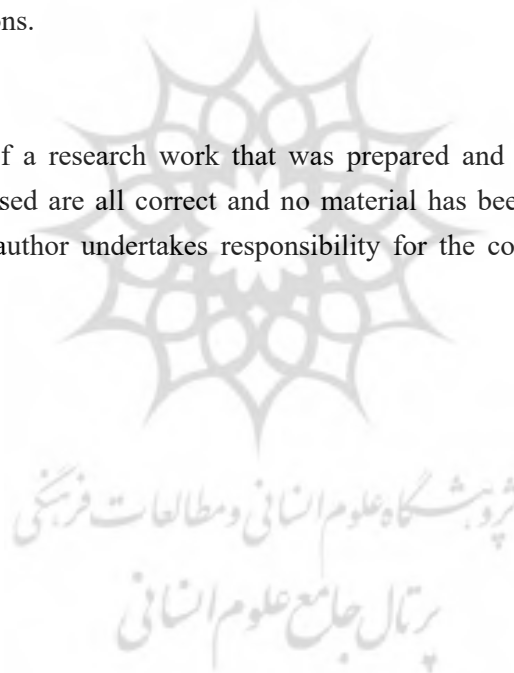 ons.
f a research work that was prepared and
sed are all correct and no material has bee
author undertakes responsibility for the co
پژوهشگاه علوم انسانی و مطالعات فرهنگی
پرتال جامع علوم انسانی